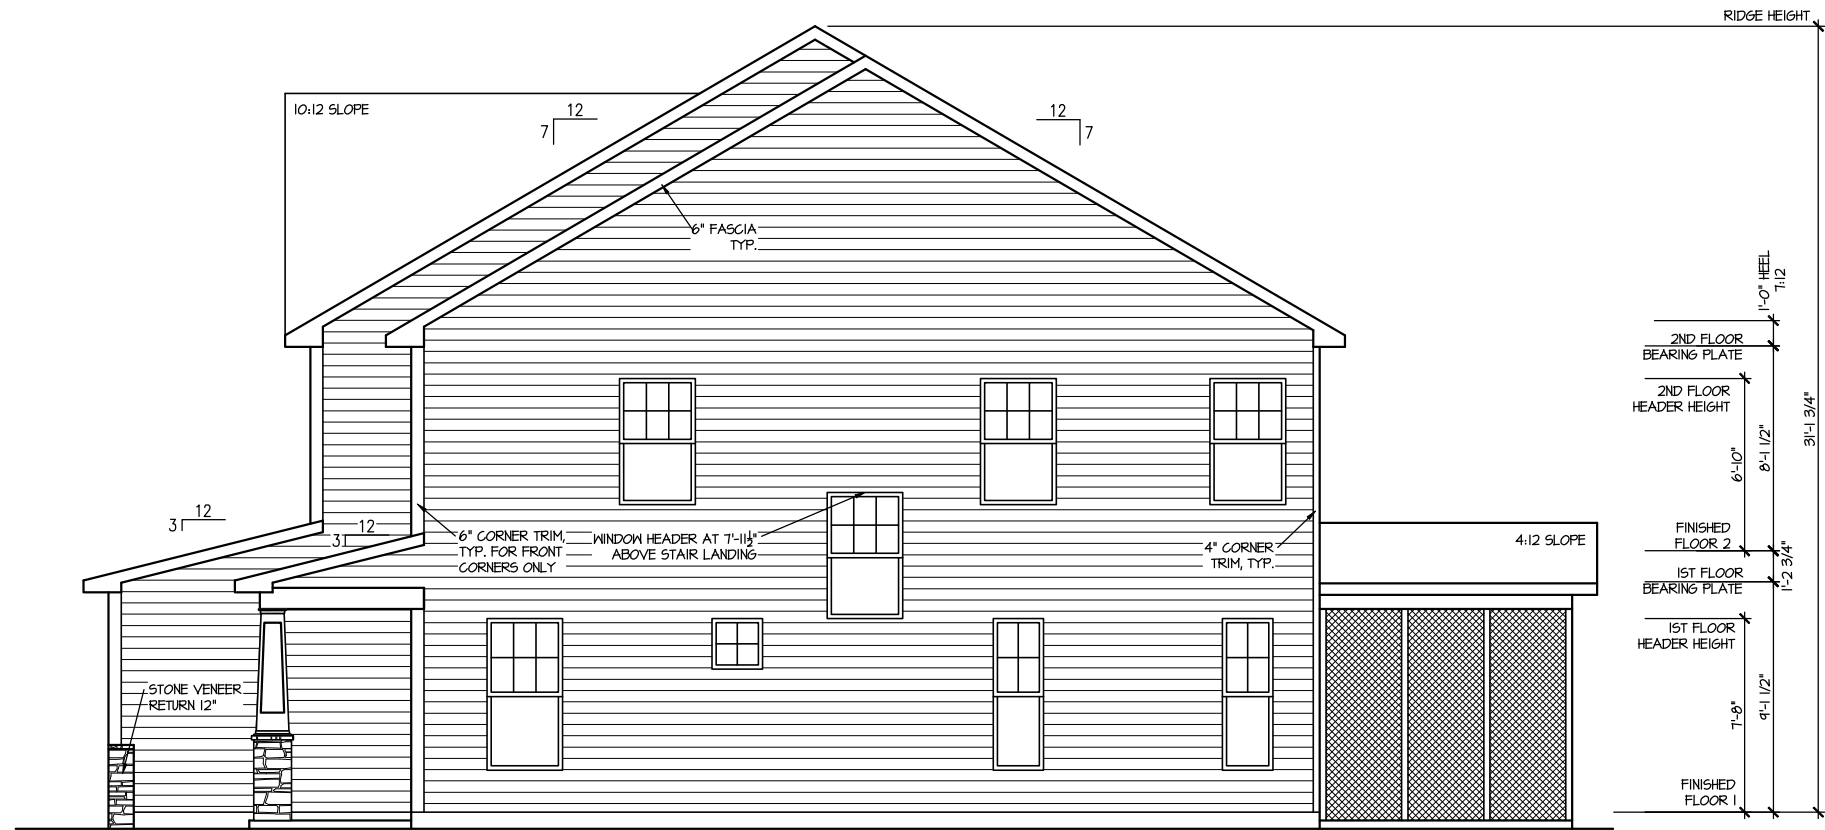 RIDGE HEIGHT
10:12 SLOPE
12
7
12
7
6" FASCIA
TYP.
1'-0" HEEL
7:12
2ND FLOOR
BEARING PLATE
2ND FLOOR
HEADER HEIGHT
31'-1 3/4"
6'-10"
8'-1 1/2"
12
3
12
3
6" CORNER TRIM,
TYP. FOR FRONT
CORNERS ONLY
WINDOW HEADER AT 7'-11½"
ABOVE STAIR LANDING
4" CORNER
TRIM, TYP.
4:12 SLOPE
FINISHED
FLOOR 2
1'-2 3/4"
1ST FLOOR
BEARING PLATE
1ST FLOOR
HEADER HEIGHT
STONE VENEER
RETURN 12"
7'-8"
9'-1 1/2"
FINISHED
FLOOR 1